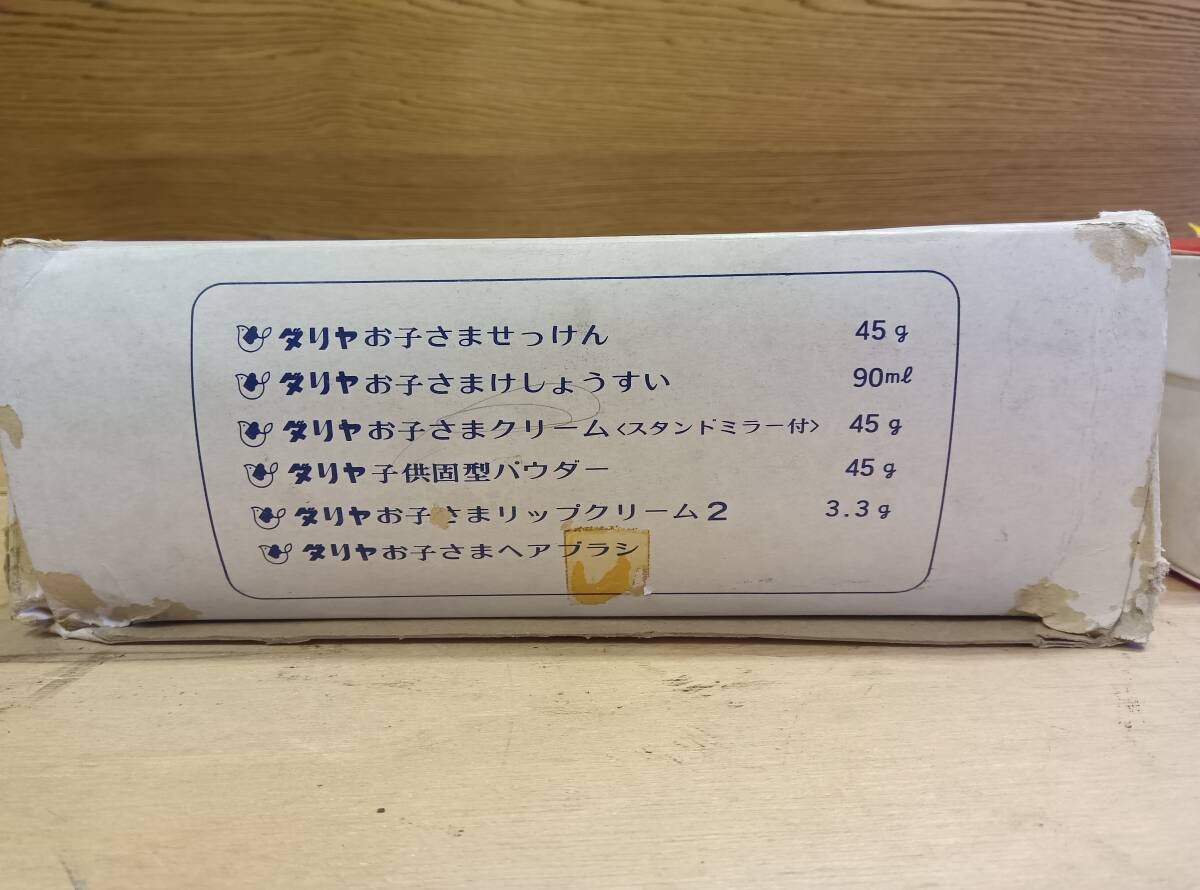 ダリヤお子さませっけん 45g
ダリヤお子さまけしょうすい 90ml
ダリヤお子さまクリーム〈スタンドミラー付〉 45g
ダリヤ子供固型パウダー 45g
ダリヤお子さまリップクリーム2 3.3g
ダリヤお子さまヘアブラシ